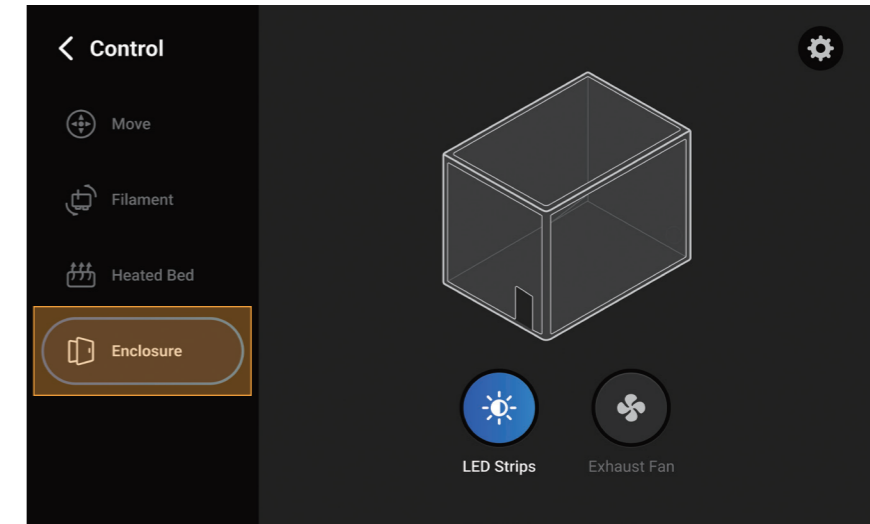 Control
Move
Filament
Heated Bed
Enclosure
LED Strips
Exhaust Fan